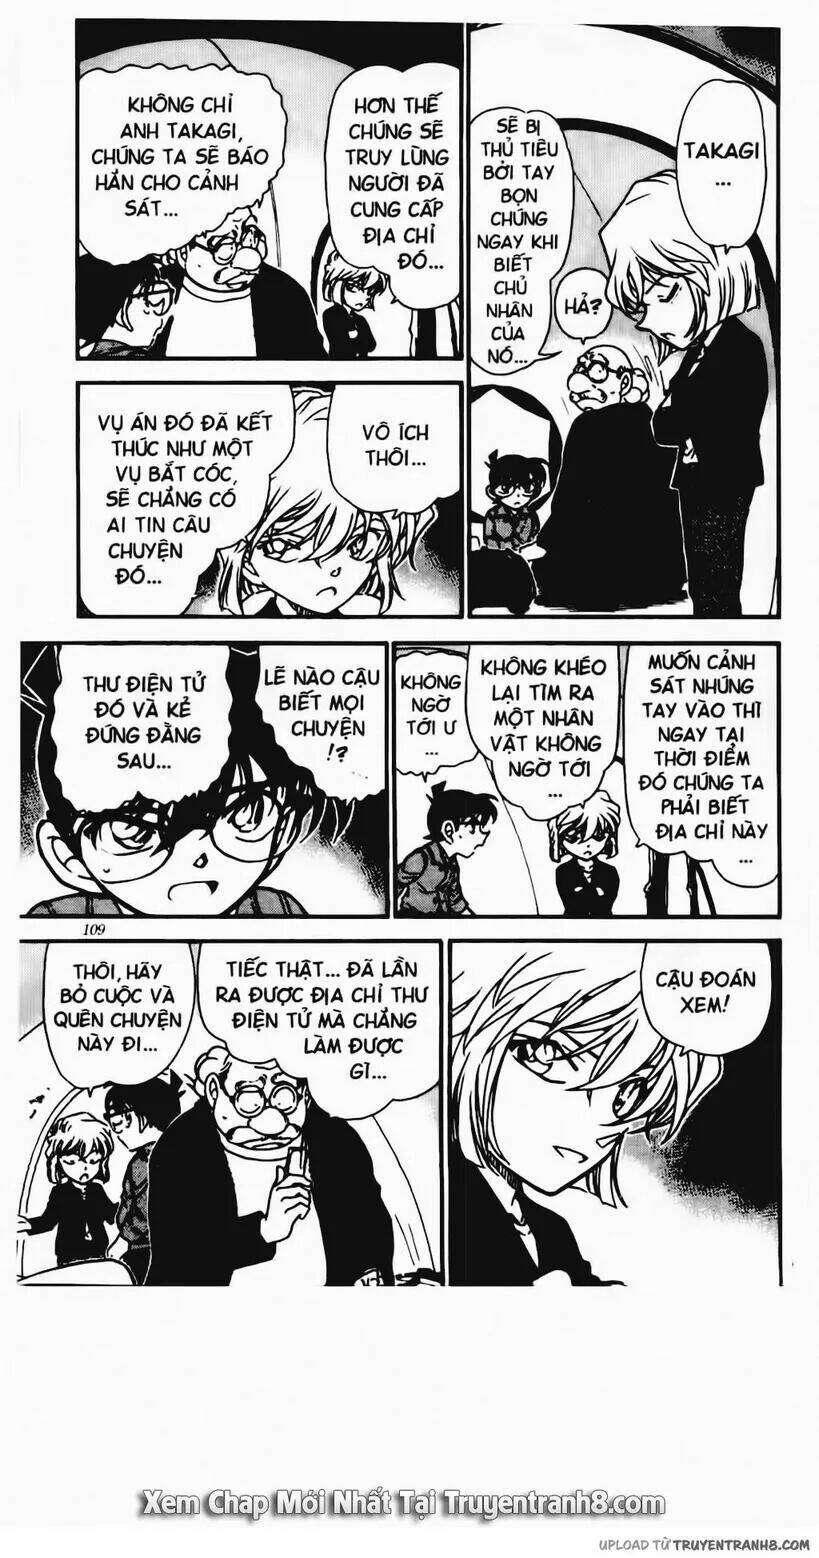 TAKAGI
...
HẢ?
SẼ BỊ
THỦ TIÊU
BỞI TAY
BỌN
CHÚNG
NGAY KHI
BIẾT
CHỦ
NHÂN
CỦA
NÓ...
HƠN THẾ
CHÚNG SẼ
TRUY LÙNG
NGƯỜI ĐÃ
CUNG CẤP
ĐỊA CHỈ
ĐÓ...
KHÔNG CHỈ
ANH TAKAGI,
CHÚNG TA SẼ BÁO
HẲN CHO CẢNH
SÁT...
VÔ ÍCH
THÔI...
VỤ ÁN ĐÓ ĐÃ KẾT
THÚC NHƯ MỘT
VỤ BẮT CÓC,
SẼ CHẲNG CÓ
AI TIN CÂU
CHUYỆN
ĐÓ...
MUỐN CẢNH
SÁT NHÚNG
TAY VÀO THÌ
NGAY TẠI
THỜI ĐIỂM
ĐÓ CHÚNG TA
PHẢI BIẾT
ĐỊA CHỈ NÀY
...
KHÔNG KHÉO
LẠI TÌM RA
MỘT NHÂN
VẬT KHÔNG
NGỜ TỚI
...
KHÔNG
NGỜ
TỚI Ư
...
LẼ NÀO CẬU
BIẾT MỌI
CHUYỆN
!?
THƯ ĐIỆN TỬ
ĐÓ VÀ KẺ
ĐỨNG ĐẰNG
SAU...
109
CẬU ĐOÁN
XEM!
TIẾC THẬT... ĐÃ LẦN
RA ĐƯỢC ĐỊA CHỈ THƯ
ĐIỆN TỬ MÀ CHẲNG
LÀM ĐƯỢC
GÌ...
THÔI, HÃY
BỎ CUỘC VÀ
QUÊN CHUYỆN
NÀY ĐI...
Xem Chap Mới Nhất Tại Truyentranh8.com
UPLOAD TỪ TRUYENTRANH8.COM